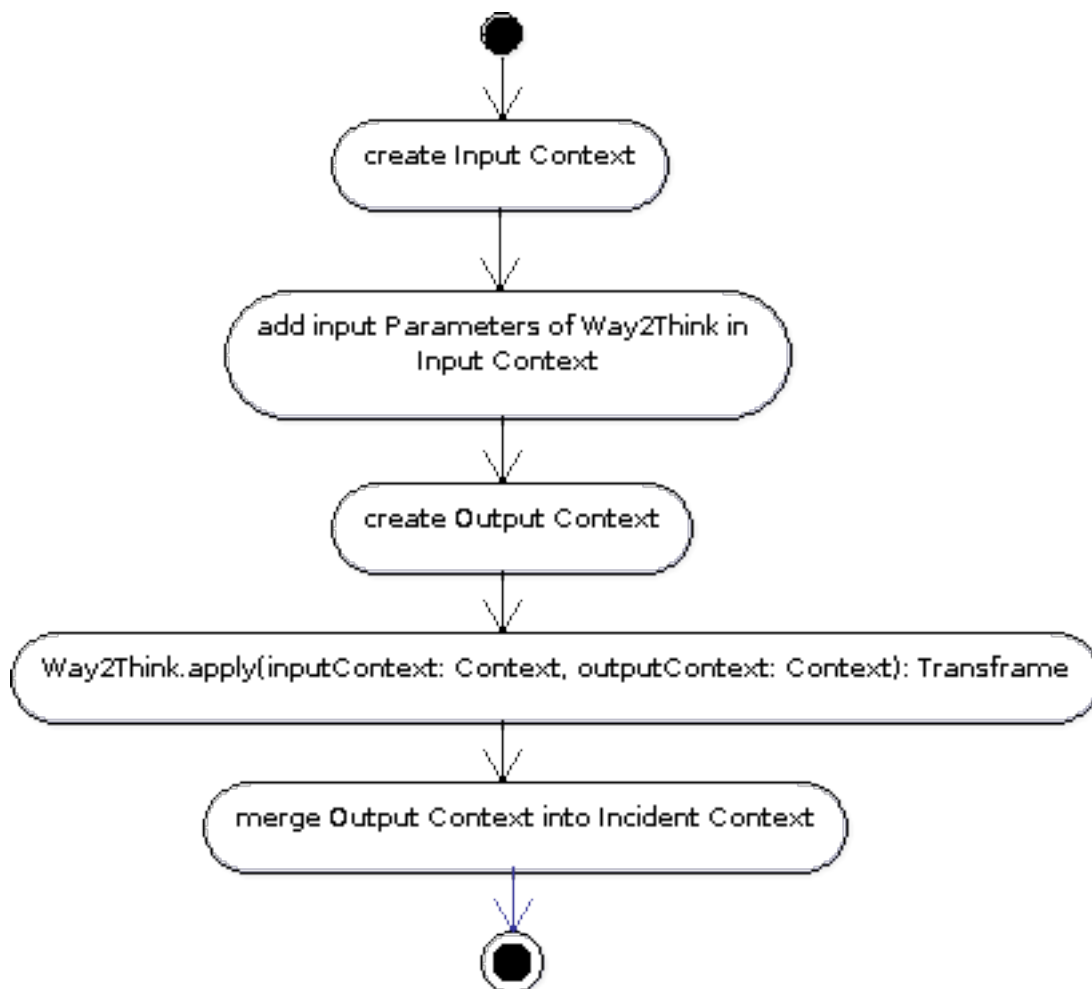 create Input Context
add input Parameters of Way2Think in
Input Context
create Output Context
Way2Think.apply(inputContext: Context, outputContext: Context): Transframe
merge Output Context into Incident Context